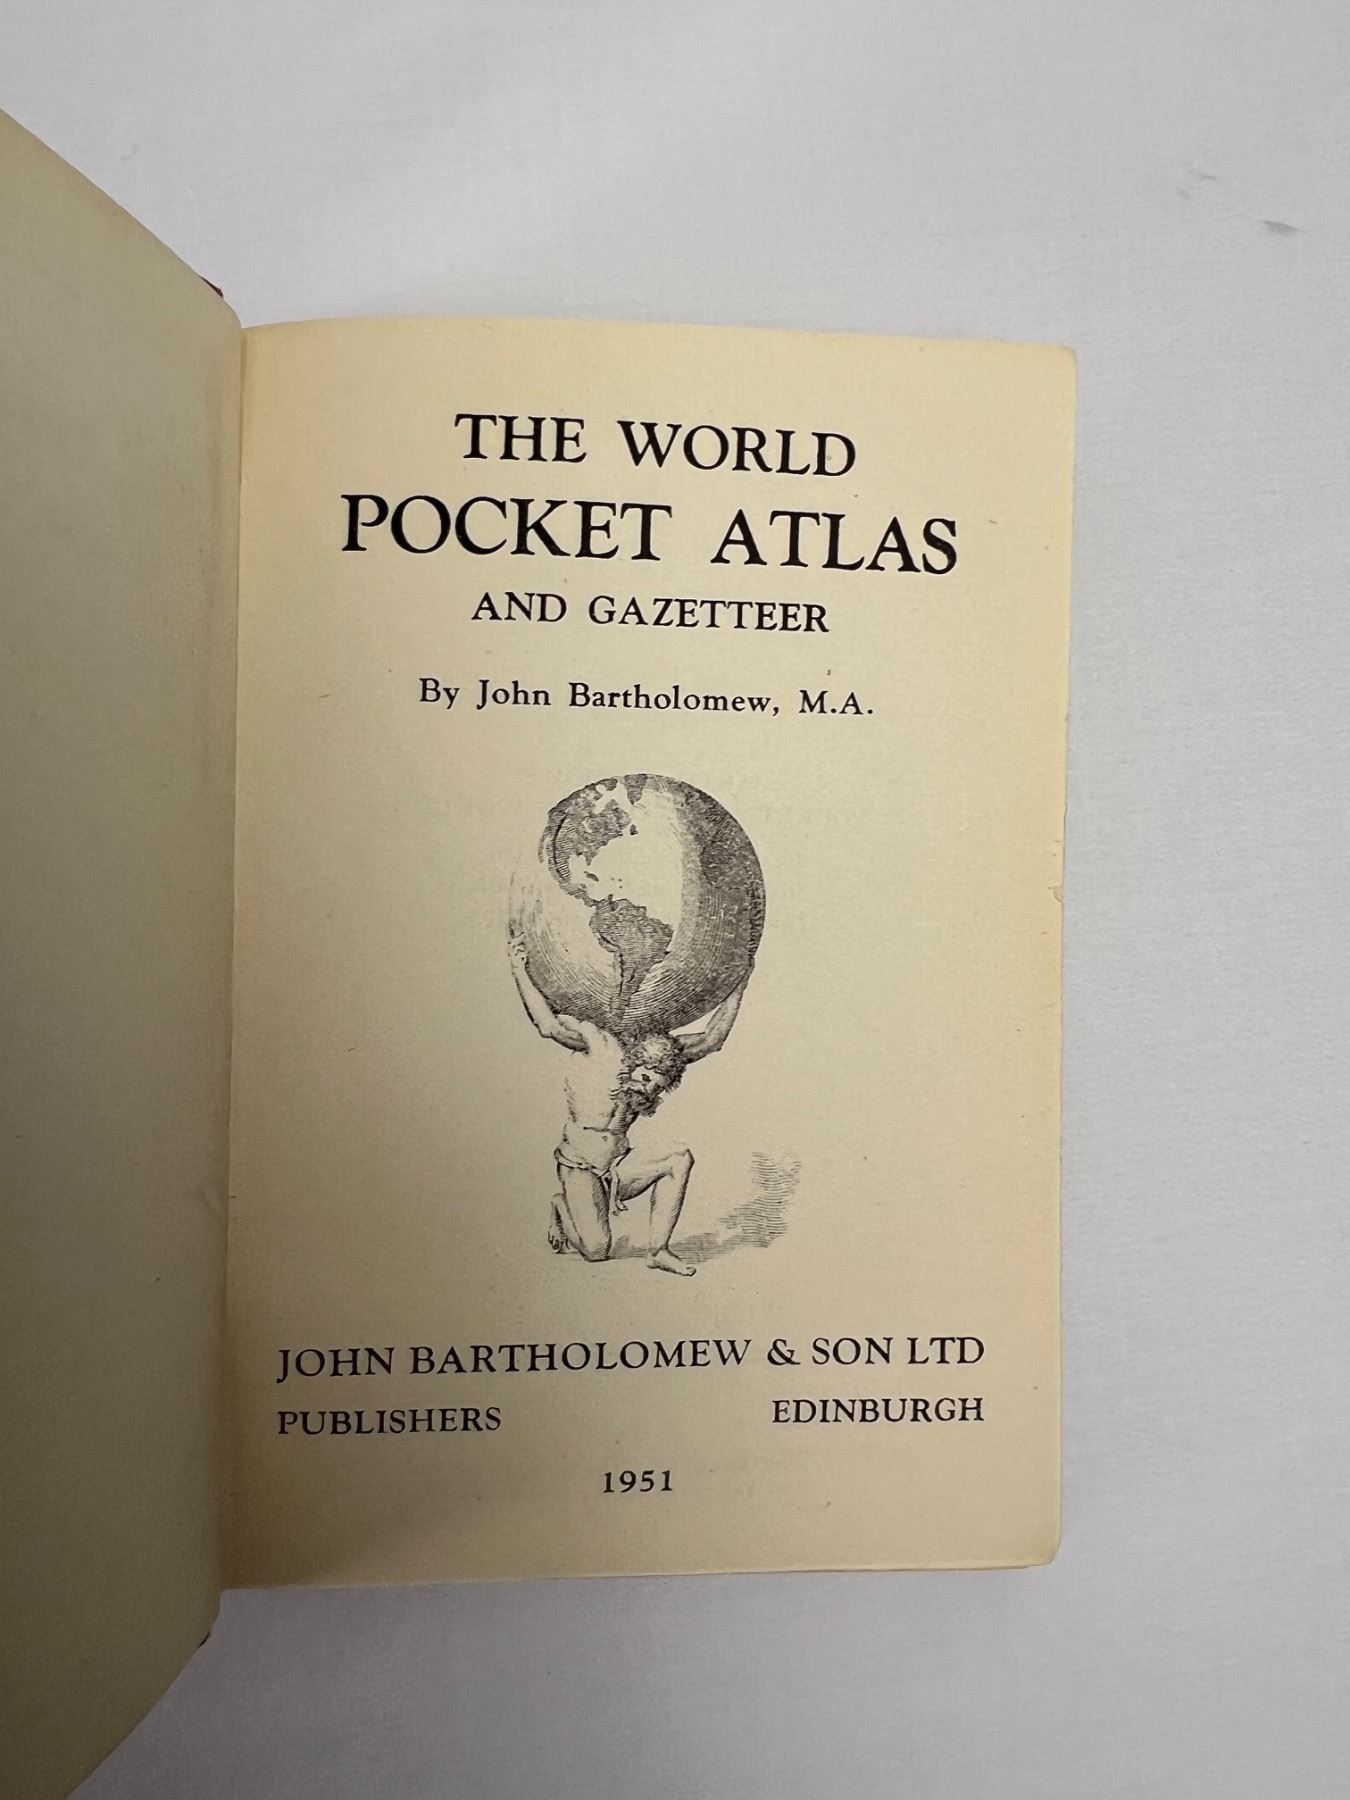 THE WORLD
POCKET ATLAS
AND GAZETTEER
By John Bartholomew, M.A.
JOHN BARTHOLOMEW & SON LTD
PUBLISHERS EDINBURGH
1951